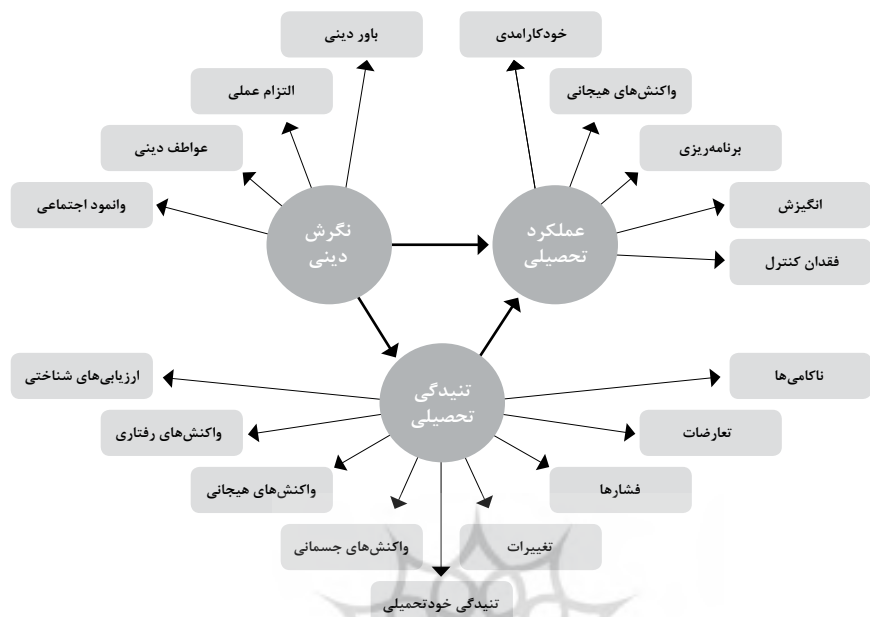 خودکارامدی
باور دینی
واکنش‌های هیجانی
التزام عملی
برنامه‌ریزی
عواطف دینی
انگیزش
وانمود اجتماعی
عملکرد
تحصیلی
نگرش
دینی
فقدان کنترل
ناکامی‌ها
ارزیابی‌های شناختی
تنیدگی
تحصیلی
تعارضات
واکنش‌های رفتاری
فشارها
واکنش‌های هیجانی
تغییرات
واکنش‌های جسمانی
تنیدگی خودتحمیلی